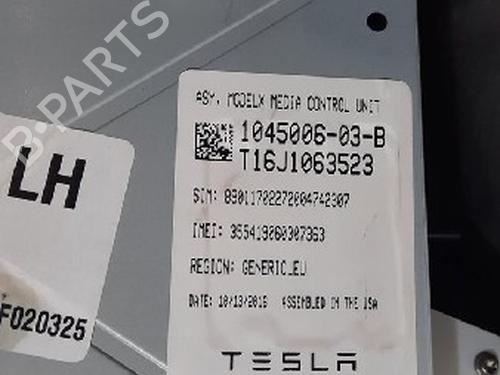 B-PARTS
ASY, MODELX MEDIA CONTROL UNIT
1045006-03-B
T16J1063523
LH
SIM: 89011702272004742307
IMEI: 355419060307363
REGION: GENERIC_EU
DATE: 10/13/2016 ASSEMBLED IN THE USA
F020325
TESLA